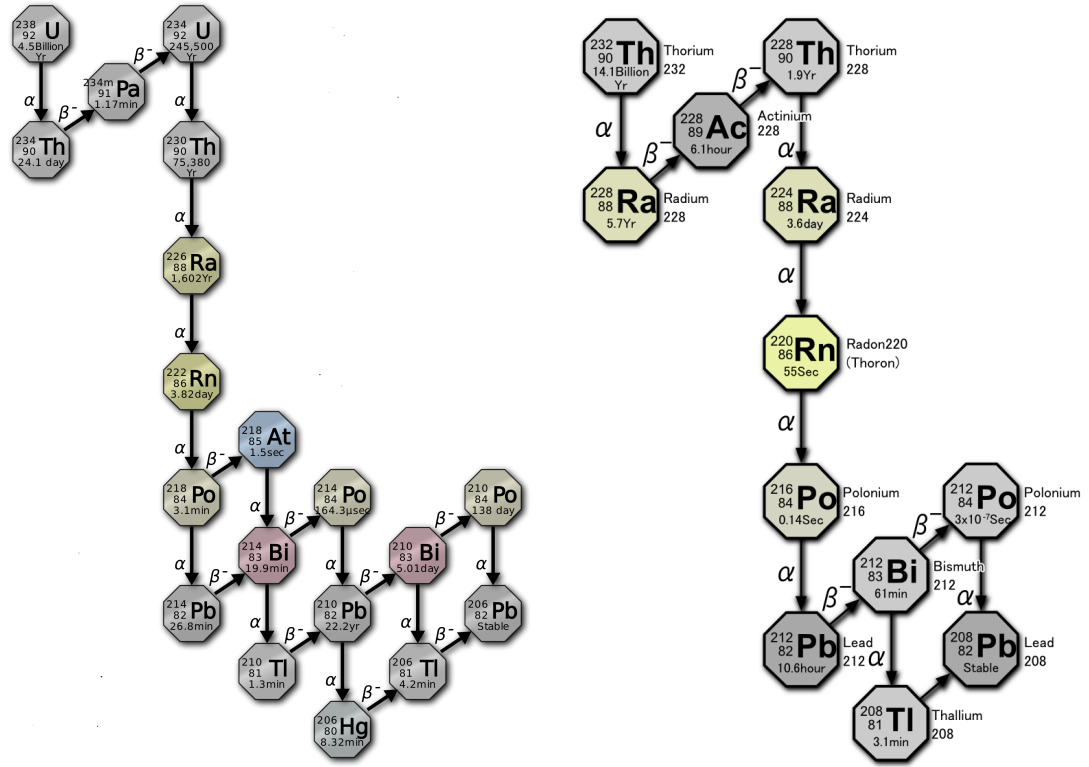 238
92 U
4.5Billion
Yr
α
234
90 Th
24.1 day
β⁻
234m
91 Pa
1.17min
β⁻
234
92 U
245,500
Yr
α
230
90 Th
75,380
Yr
α
226
88 Ra
1,602Yr
α
222
86 Rn
3.82day
α
218
84 Po
3.1min
β⁻
218
85 At
1.5sec
α
α
214
82 Pb
26.8min
β⁻
214
83 Bi
19.9min
β⁻
214
84 Po
164.3μsec
α
α
210
81 Tl
1.3min
β⁻
210
82 Pb
22.2yr
β⁻
210
83 Bi
5.01day
β⁻
210
84 Po
138 day
α
α
α
206
80 Hg
8.32min
β⁻
206
81 Tl
4.2min
β⁻
206
82 Pb
Stable
232
90 Th
14.1Billion
Yr
Thorium
232
α
228
88 Ra
5.7Yr
Radium
228
β⁻
228
89 Ac
6.1hour
Actinium
228
β⁻
228
90 Th
1.9Yr
Thorium
228
α
224
88 Ra
3.6day
Radium
224
α
220
86 Rn
55Sec
Radon220
(Thoron)
α
216
84 Po
0.14Sec
Polonium
216
α
212
82 Pb
10.6hour
Lead
212
β⁻
212
83 Bi
61min
Bismuth
212
β⁻
212
84 Po
3x10⁻⁷Sec
Polonium
212
α
α
208
81 Tl
3.1min
Thallium
208
208
82 Pb
Stable
Lead
208